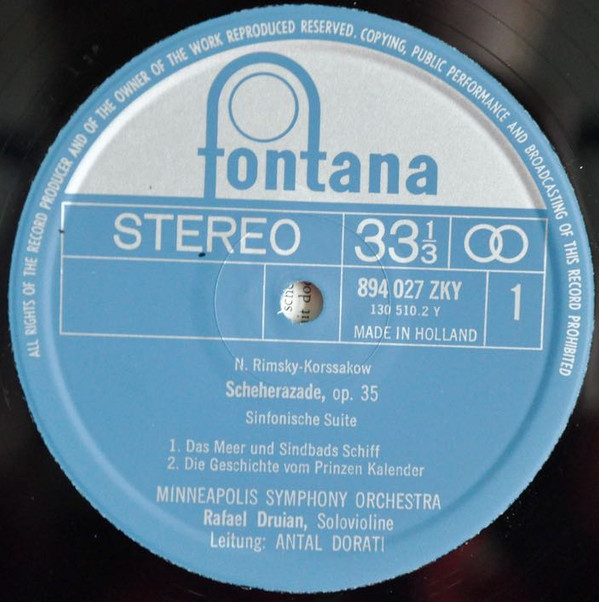 ALL RIGHTS OF THE RECORD PRODUCER AND OF THE OWNER OF THE WORK REPRODUCED RESERVED. COPYING, PUBLIC PERFORMANCE AND BROADCASTING OF THIS RECORD PROHIBITED
fontana
STEREO 33 1/3
894 027 ZKY 1
130 510.2 Y
MADE IN HOLLAND
N. Rimsky-Korssakow
Scheherazade, op. 35
Sinfonische Suite
1. Das Meer und Sindbads Schiff
2. Die Geschichte vom Prinzen Kalender
MINNEAPOLIS SYMPHONY ORCHESTRA
Rafael Druian, Solovioline
Leitung: ANTAL DORATI